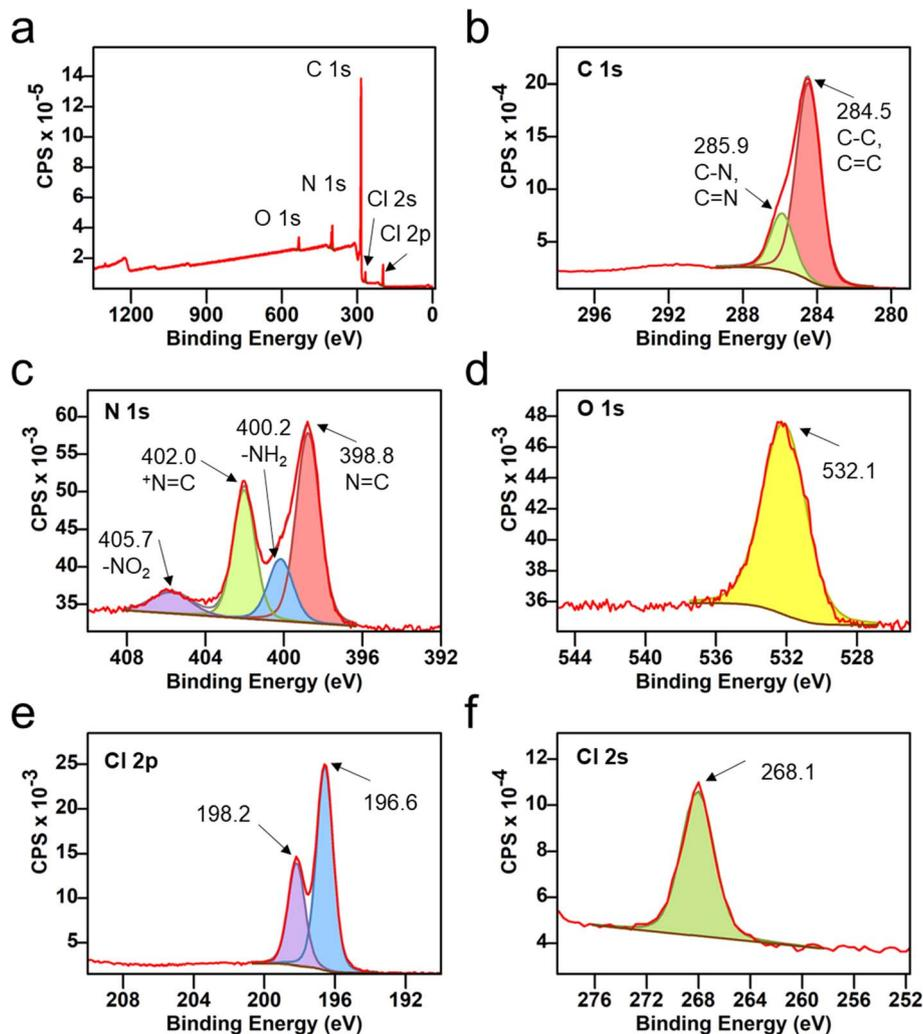 a
CPS x 10-5
14
12
10
8
6
4
2
C 1s
N 1s
O 1s
Cl 2s
Cl 2p
1200 900 600 300 0
Binding Energy (eV)
b
CPS x 10-4
20
15
10
5
C 1s
284.5
C-C,
C=C
285.9
C-N,
C=N
296 292 288 284 280
Binding Energy (eV)
c
CPS x 10-3
60
55
50
45
40
35
N 1s
400.2
-NH2
402.0
+N=C
398.8
N=C
405.7
-NO2
408 404 400 396 392
Binding Energy (eV)
d
CPS x 10-3
48
46
44
42
40
38
36
O 1s
532.1
544 540 536 532 528
Binding Energy (eV)
e
CPS x 10-3
25
20
15
10
5
Cl 2p
198.2
196.6
208 204 200 196 192
Binding Energy (eV)
f
CPS x 10-4
12
10
8
6
4
Cl 2s
268.1
276 272 268 264 260 256 252
Binding Energy (eV)